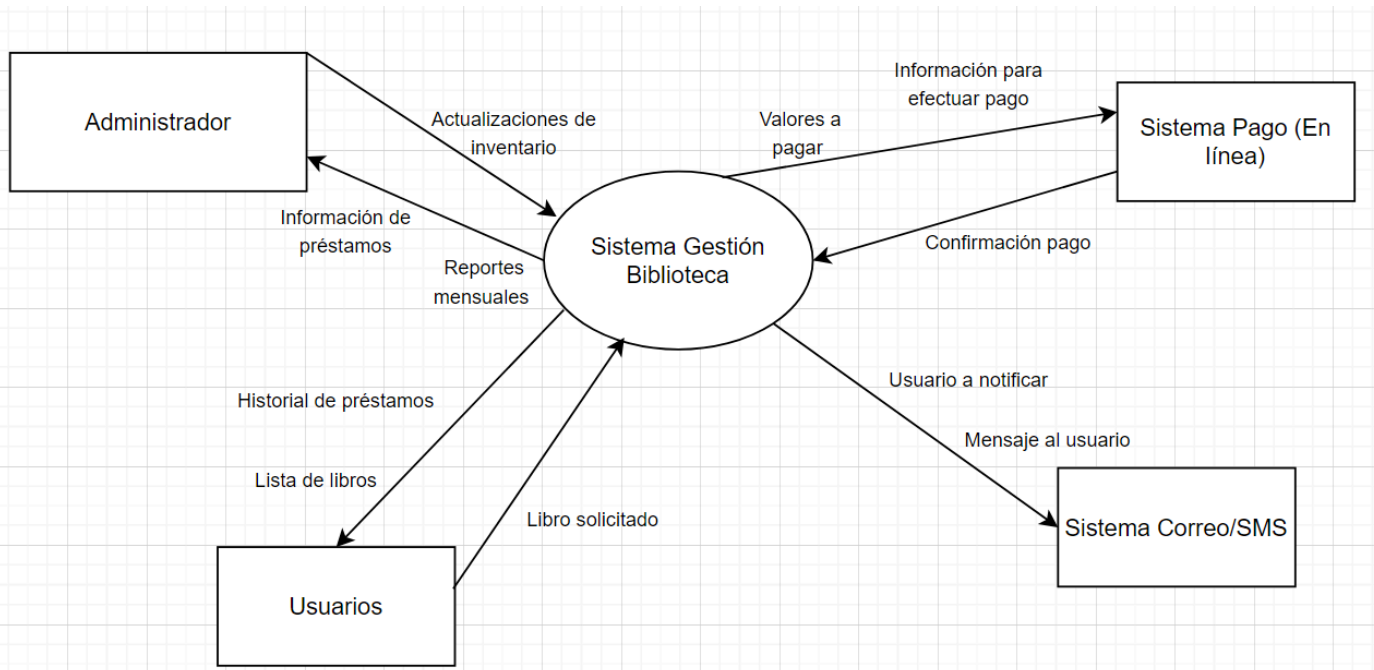 Administrador
Actualizaciones de
inventario
Información de
préstamos
Reportes
mensuales
Valores a
pagar
Información para
efectuar pago
Sistema Pago (En
línea)
Confirmación pago
Sistema Gestión
Biblioteca
Historial de préstamos
Lista de libros
Libro solicitado
Usuarios
Usuario a notificar
Mensaje al usuario
Sistema Correo/SMS